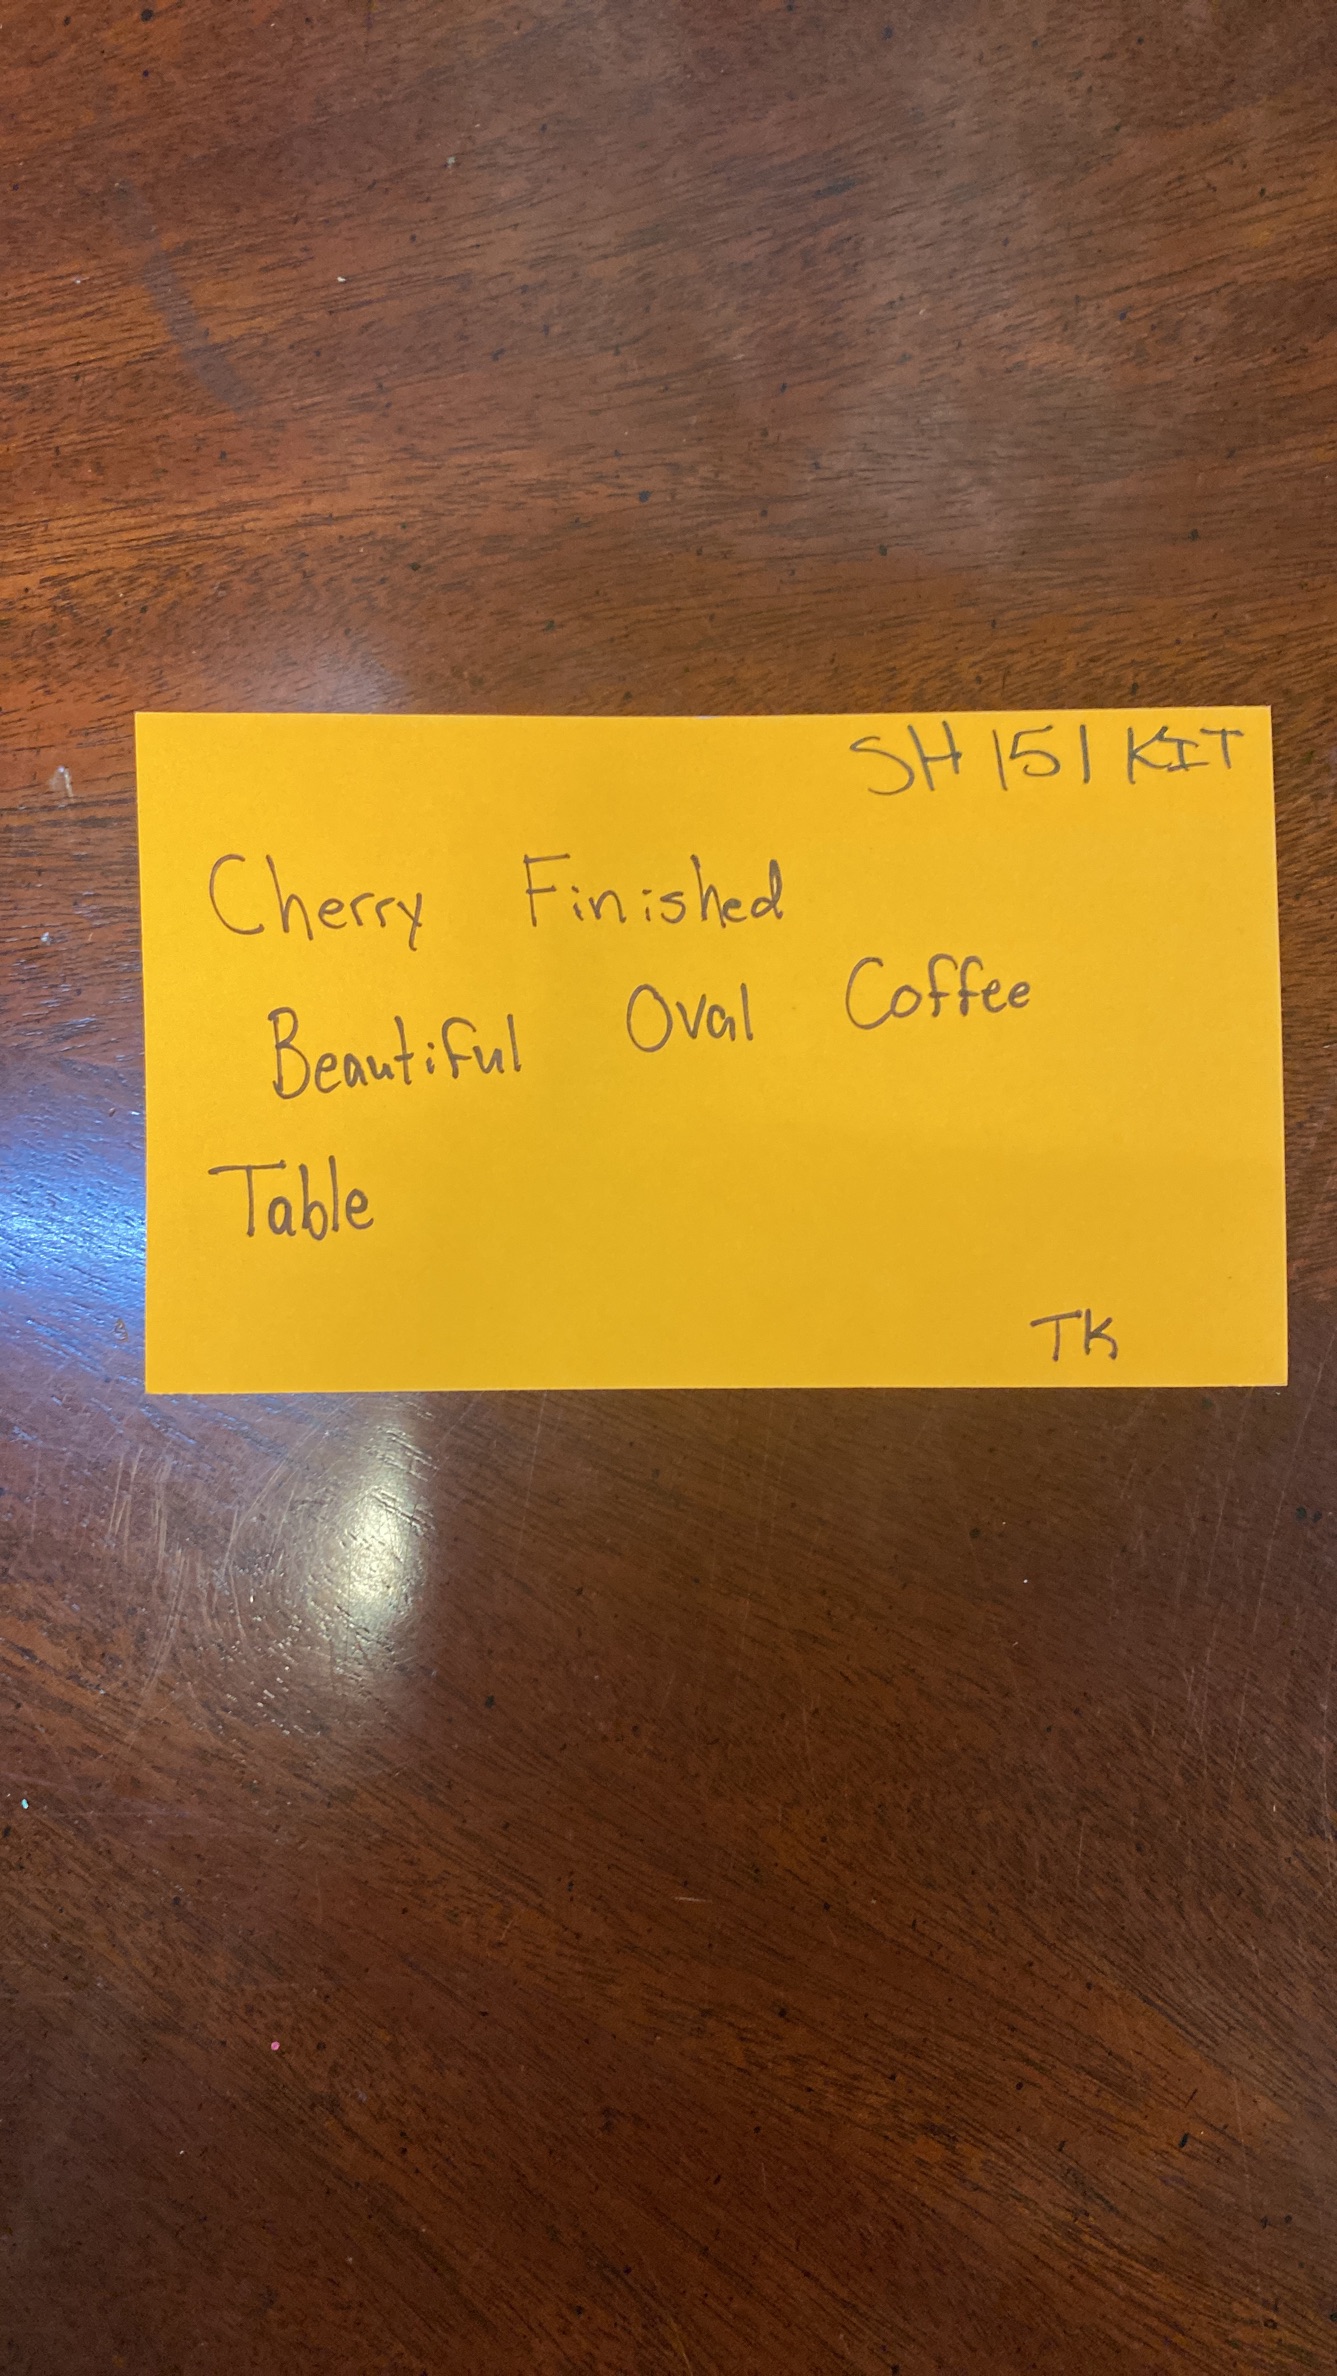 SH 151 KIT
Cherry Finished
Beautiful Oval Coffee
Table
TK